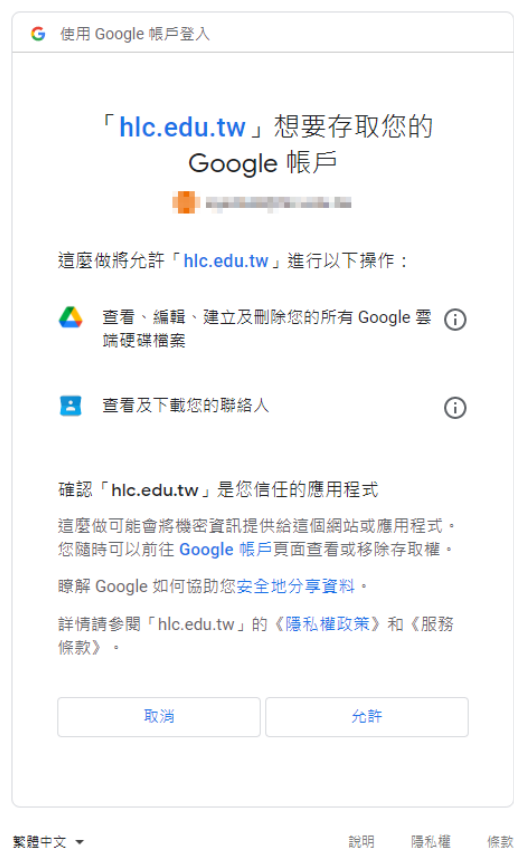 使用 Google 帳戶登入
「hlc.edu.tw」想要存取您的
Google 帳戶
這麼做將允許「hlc.edu.tw」進行以下操作：
查看、編輯、建立及刪除您的所有 Google 雲
端硬碟檔案
查看及下載您的聯絡人
確認「hlc.edu.tw」是您信任的應用程式
這麼做可能會將機密資訊提供給這個網站或應用程式。
您隨時可以前往 Google 帳戶頁面查看或移除存取權。
瞭解 Google 如何協助您安全地分享資料。
詳情請參閱「hlc.edu.tw」的《隱私權政策》和《服務
條款》。
取消 允許
繁體中文 說明 隱私權 條款